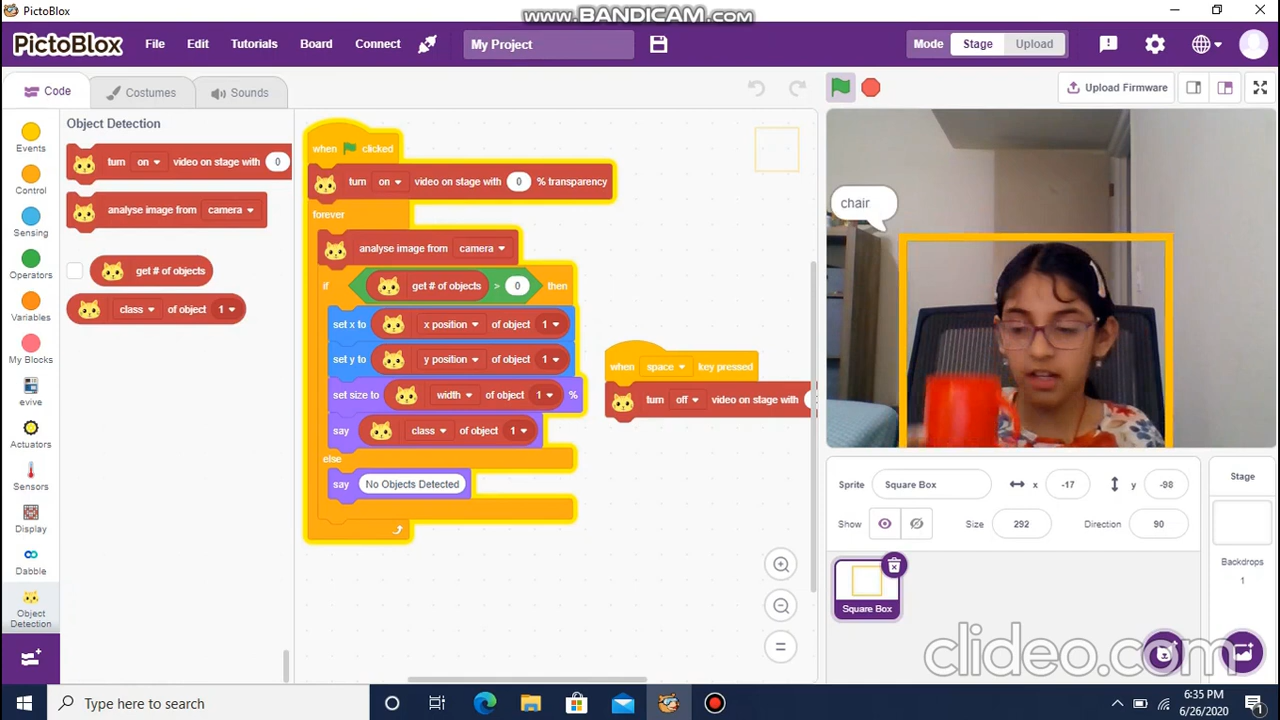 PictoBlox
www.BANDICAM.com
PictoBlox File Edit Tutorials Board Connect My Project Mode Stage Upload
Code Costumes Sounds Upload Firmware
Object Detection
Events
Control
Sensing
Operators
Variables
My Blocks
evive
Actuators
Sensors
Display
Dabble
Object
Detection
turn on video on stage with 0
analyse image from camera
get # of objects
class of object 1
when clicked
turn on video on stage with 0 % transparency
forever
analyse image from camera
if get # of objects > 0 then
set x to x position of object 1
set y to y position of object 1
set size to width of object 1 %
say class of object 1
else
say No Objects Detected
when space key pressed
turn off video on stage with
chair
Sprite Square Box x -17 y -98
Show Size 292 Direction 90
Square Box
Stage
Backdrops
1
clideo.com
Type here to search
6:35 PM
6/26/2020
1